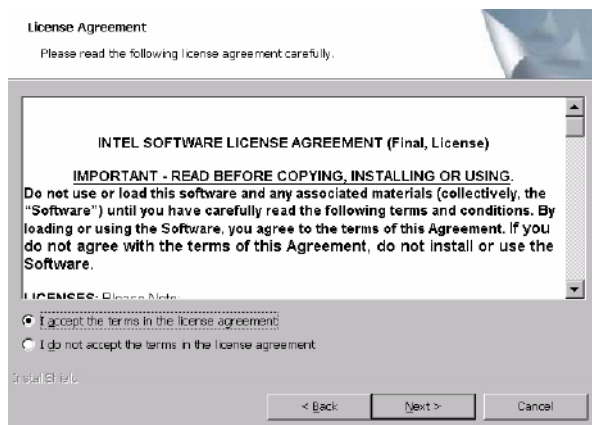 License Agreement
Please read the following license agreement carefully.
INTEL SOFTWARE LICENSE AGREEMENT (Final, License)
IMPORTANT - READ BEFORE COPYING, INSTALLING OR USING.
Do not use or load this software and any associated materials (collectively, the
“Software”) until you have carefully read the following terms and conditions. By
loading or using the Software, you agree to the terms of this Agreement. If you
do not agree with the terms of this Agreement, do not install or use the
Software.
LICENSES: Please Note:
I accept the terms in the license agreement
I do not accept the terms in the license agreement
InstallShield
< Back
Next >
Cancel